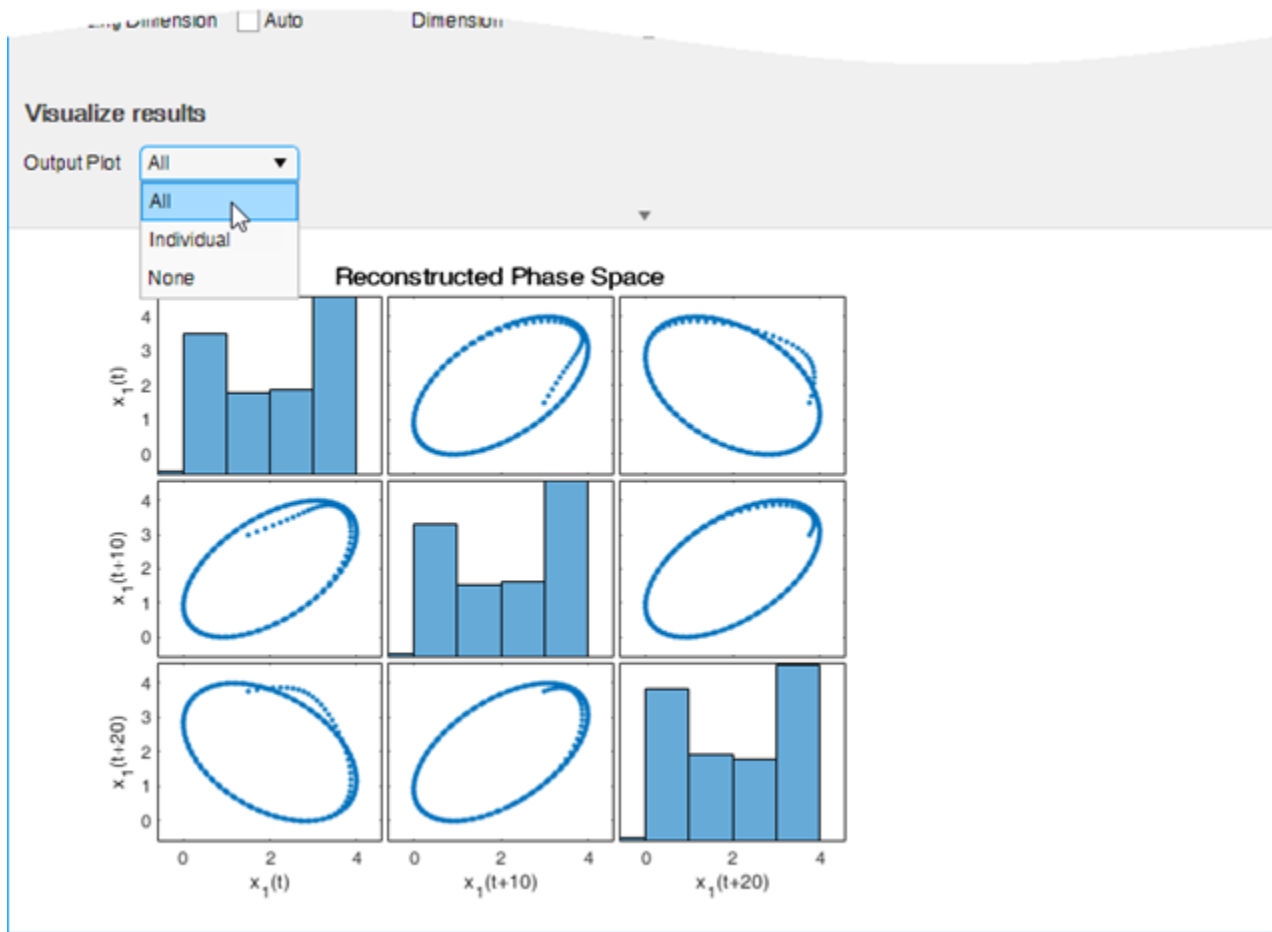 Dimension Auto Dimension
Visualize results
Output Plot All
All
Individual
None
Reconstructed Phase Space
x1(t)
4
3
2
1
0
x1(t+10)
4
3
2
1
0
x1(t+20)
4
3
2
1
0
0 2 4 0 2 4 0 2 4
x1(t) x1(t+10) x1(t+20)